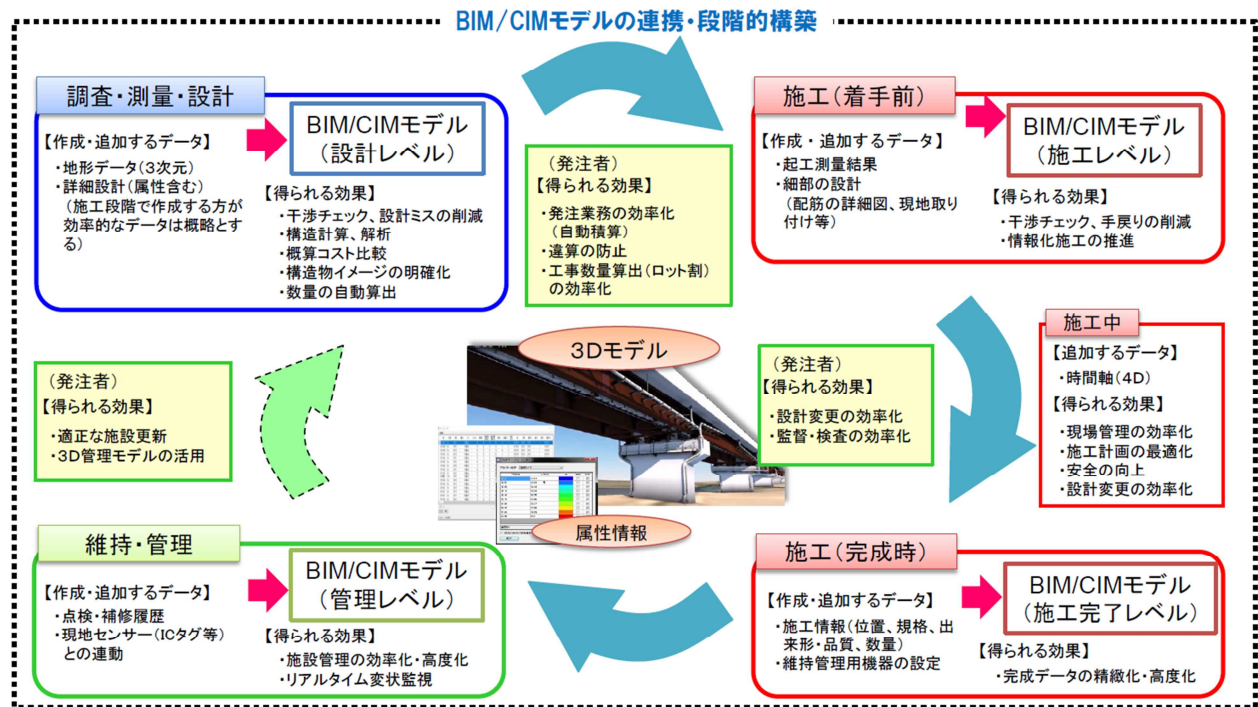 BIM/CIMモデルの連携・段階的構築
調査・測量・設計
【作成・追加するデータ】
・地形データ(3次元)
・詳細設計(属性含む)
(施工段階で作成する方が
効率的なデータは概略とす
る)
BIM/CIMモデル
(設計レベル)
【得られる効果】
・干渉チェック、設計ミスの削減
・構造計算、解析
・概算コスト比較
・構造物イメージの明確化
・数量の自動算出
(発注者)
【得られる効果】
・発注業務の効率化
(自動積算)
・違算の防止
・工事数量算出(ロット割)
の効率化
施工(着手前)
【作成・追加するデータ】
・起工測量結果
・細部の設計
(配筋の詳細図、現地取り
付け等)
BIM/CIMモデル
(施工レベル)
【得られる効果】
・干渉チェック、手戻りの削減
・情報化施工の推進
施工中
【追加するデータ】
・時間軸(4D)
【得られる効果】
・現場管理の効率化
・施工計画の最適化
・安全の向上
・設計変更の効率化
(発注者)
【得られる効果】
・設計変更の効率化
・監督・検査の効率化
3Dモデル
属性情報
(発注者)
【得られる効果】
・適正な施設更新
・3D管理モデルの活用
維持・管理
【作成・追加するデータ】
・点検・補修履歴
・現地センサー(ICタグ等)
との連動
BIM/CIMモデル
(管理レベル)
【得られる効果】
・施設管理の効率化・高度化
・リアルタイム変状監視
施工(完成時)
【作成・追加するデータ】
・施工情報(位置、規格、出
来形・品質、数量)
・維持管理用機器の設定
BIM/CIMモデル
(施工完了レベル)
【得られる効果】
・完成データの精緻化・高度化